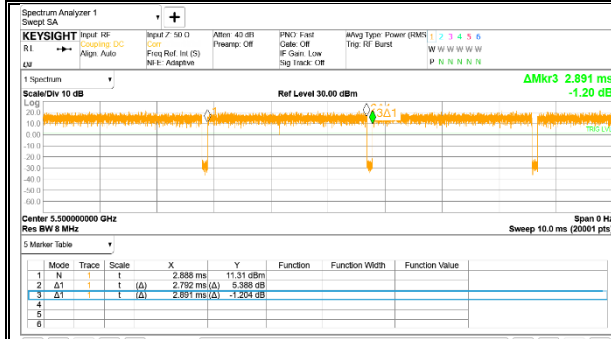 Spectrum Analyzer 1
Swept SA
KEYSIGHT Input: RF Input Z: 50 Ω Atten: 40 dB PNO: Fast #Avg Type: Power (RMS 1 2 3 4 5 6
R L Coupling: DC Corr Preamp: Off Gate: Off Trig: RF Burst W W W W W W
Align: Auto Freq Ref: Int (S) IF Gain: Low
NFE: Adaptive Sig Track: Off P N N N N N
1 Spectrum ΔMkr3 2.891 ms
Scale/Div 10 dB Ref Level 30.00 dBm -1.20 dB
Log
20.0
10.0
3Δ1
0.00
TRIG LVL
-10.0
-20.0
-30.0
-40.0
-50.0
-60.0
Center 5.500000000 GHz Span 0 Hz
Res BW 8 MHz Sweep 10.0 ms (20001 pts)
5 Marker Table
Mode Trace Scale X Y Function Function Width Function Value
1 N 1 t 2.888 ms 11.31 dBm
2 Δ1 1 t (Δ) 2.792 ms (Δ) 5.388 dB
3 Δ1 1 t (Δ) 2.891 ms (Δ) -1.204 dB
4
5
6